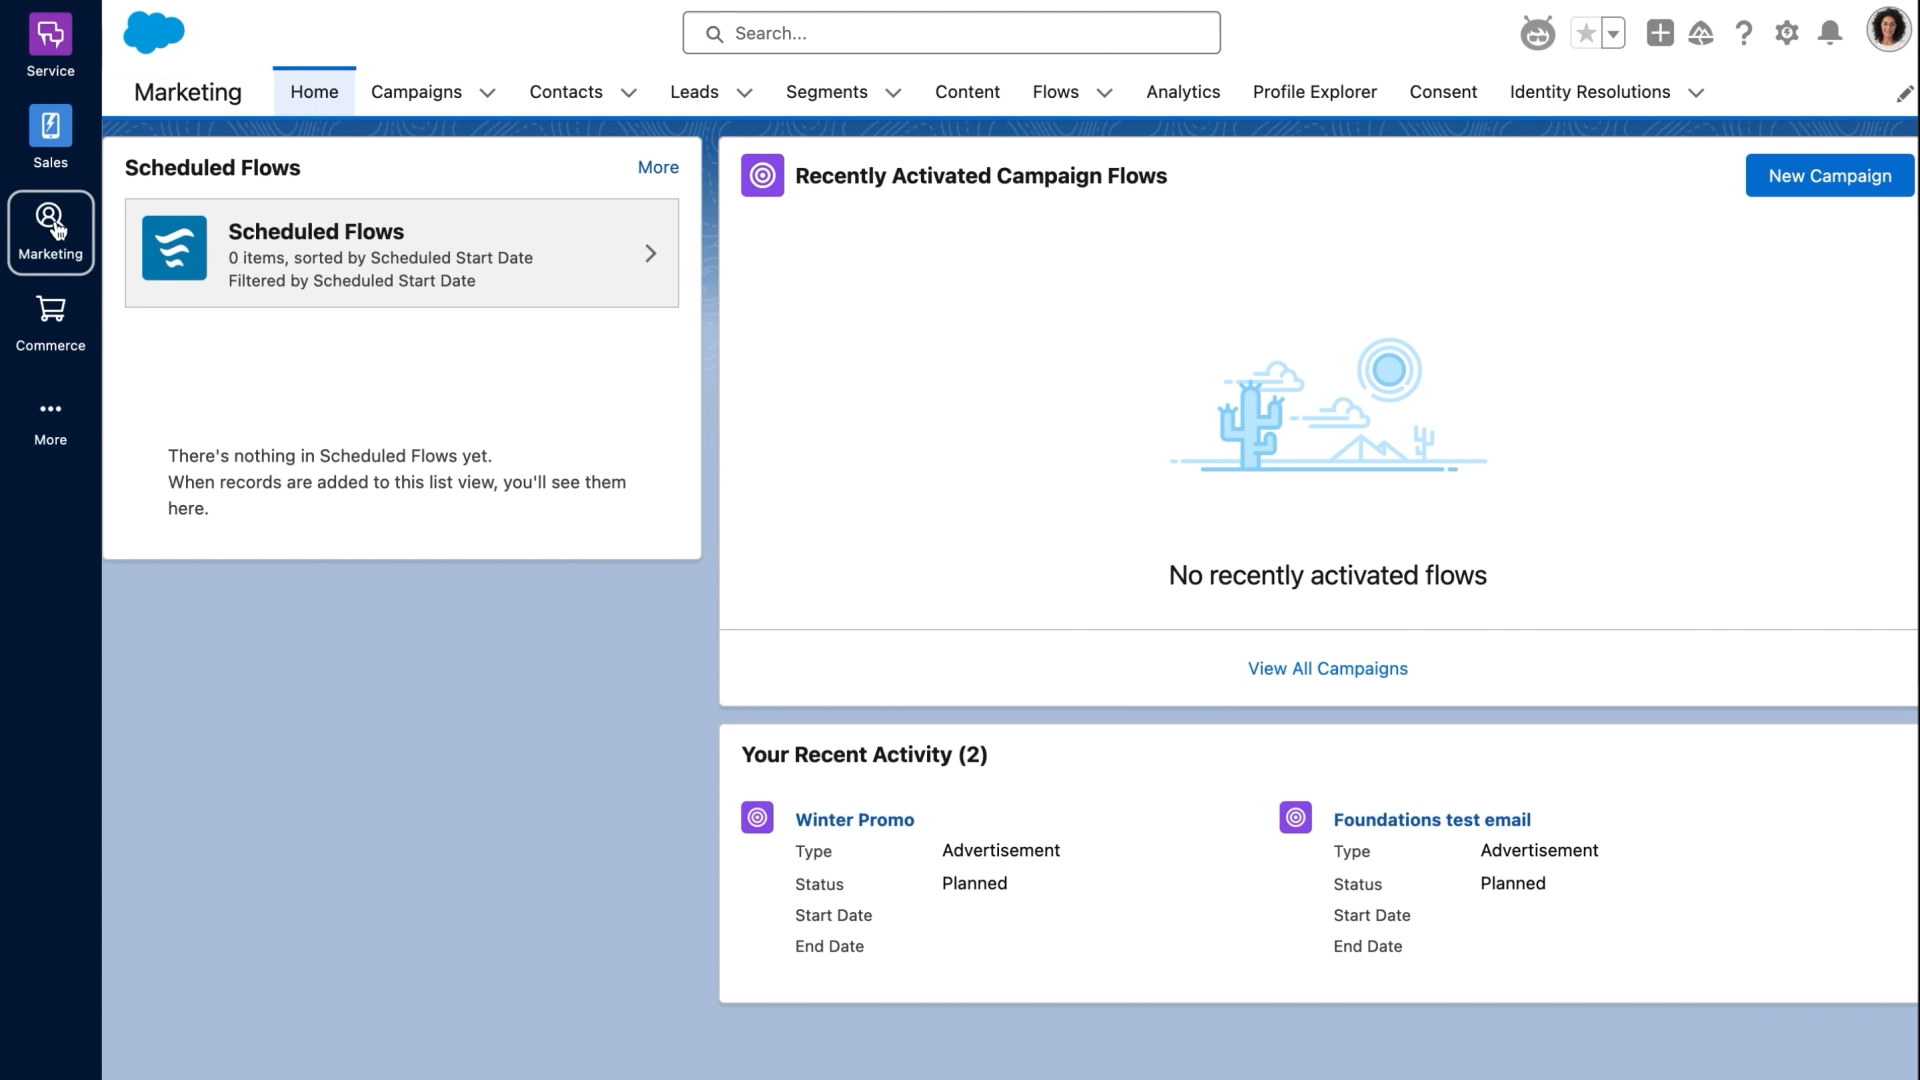 Service
Sales
Marketing
Commerce
More
Search...
Marketing
Home
Campaigns
Contacts
Leads
Segments
Content
Flows
Analytics
Profile Explorer
Consent
Identity Resolutions
Scheduled Flows
More
Scheduled Flows
0 items, sorted by Scheduled Start Date
Filtered by Scheduled Start Date
There's nothing in Scheduled Flows yet.
When records are added to this list view, you'll see them
here.
Recently Activated Campaign Flows
New Campaign
No recently activated flows
View All Campaigns
Your Recent Activity (2)
Winter Promo
Type Advertisement
Status Planned
Start Date
End Date
Foundations test email
Type Advertisement
Status Planned
Start Date
End Date